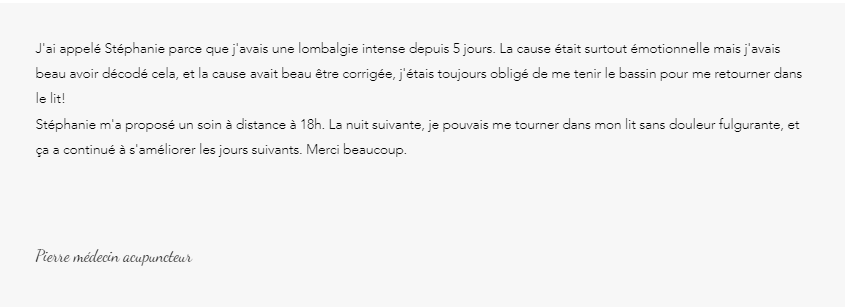 J'ai appelé Stéphanie parce que j'avais une lombalgie intense depuis 5 jours. La cause était surtout émotionnelle mais j'avais
beau avoir décodé cela, et la cause avait beau être corrigée, j'étais toujours obligé de me tenir le bassin pour me retourner dans
le lit!
Stéphanie m'a proposé un soin à distance à 18h. La nuit suivante, je pouvais me tourner dans mon lit sans douleur fulgurante, et
ça a continué à s'améliorer les jours suivants. Merci beaucoup.
Pierre médecin acupuncteur